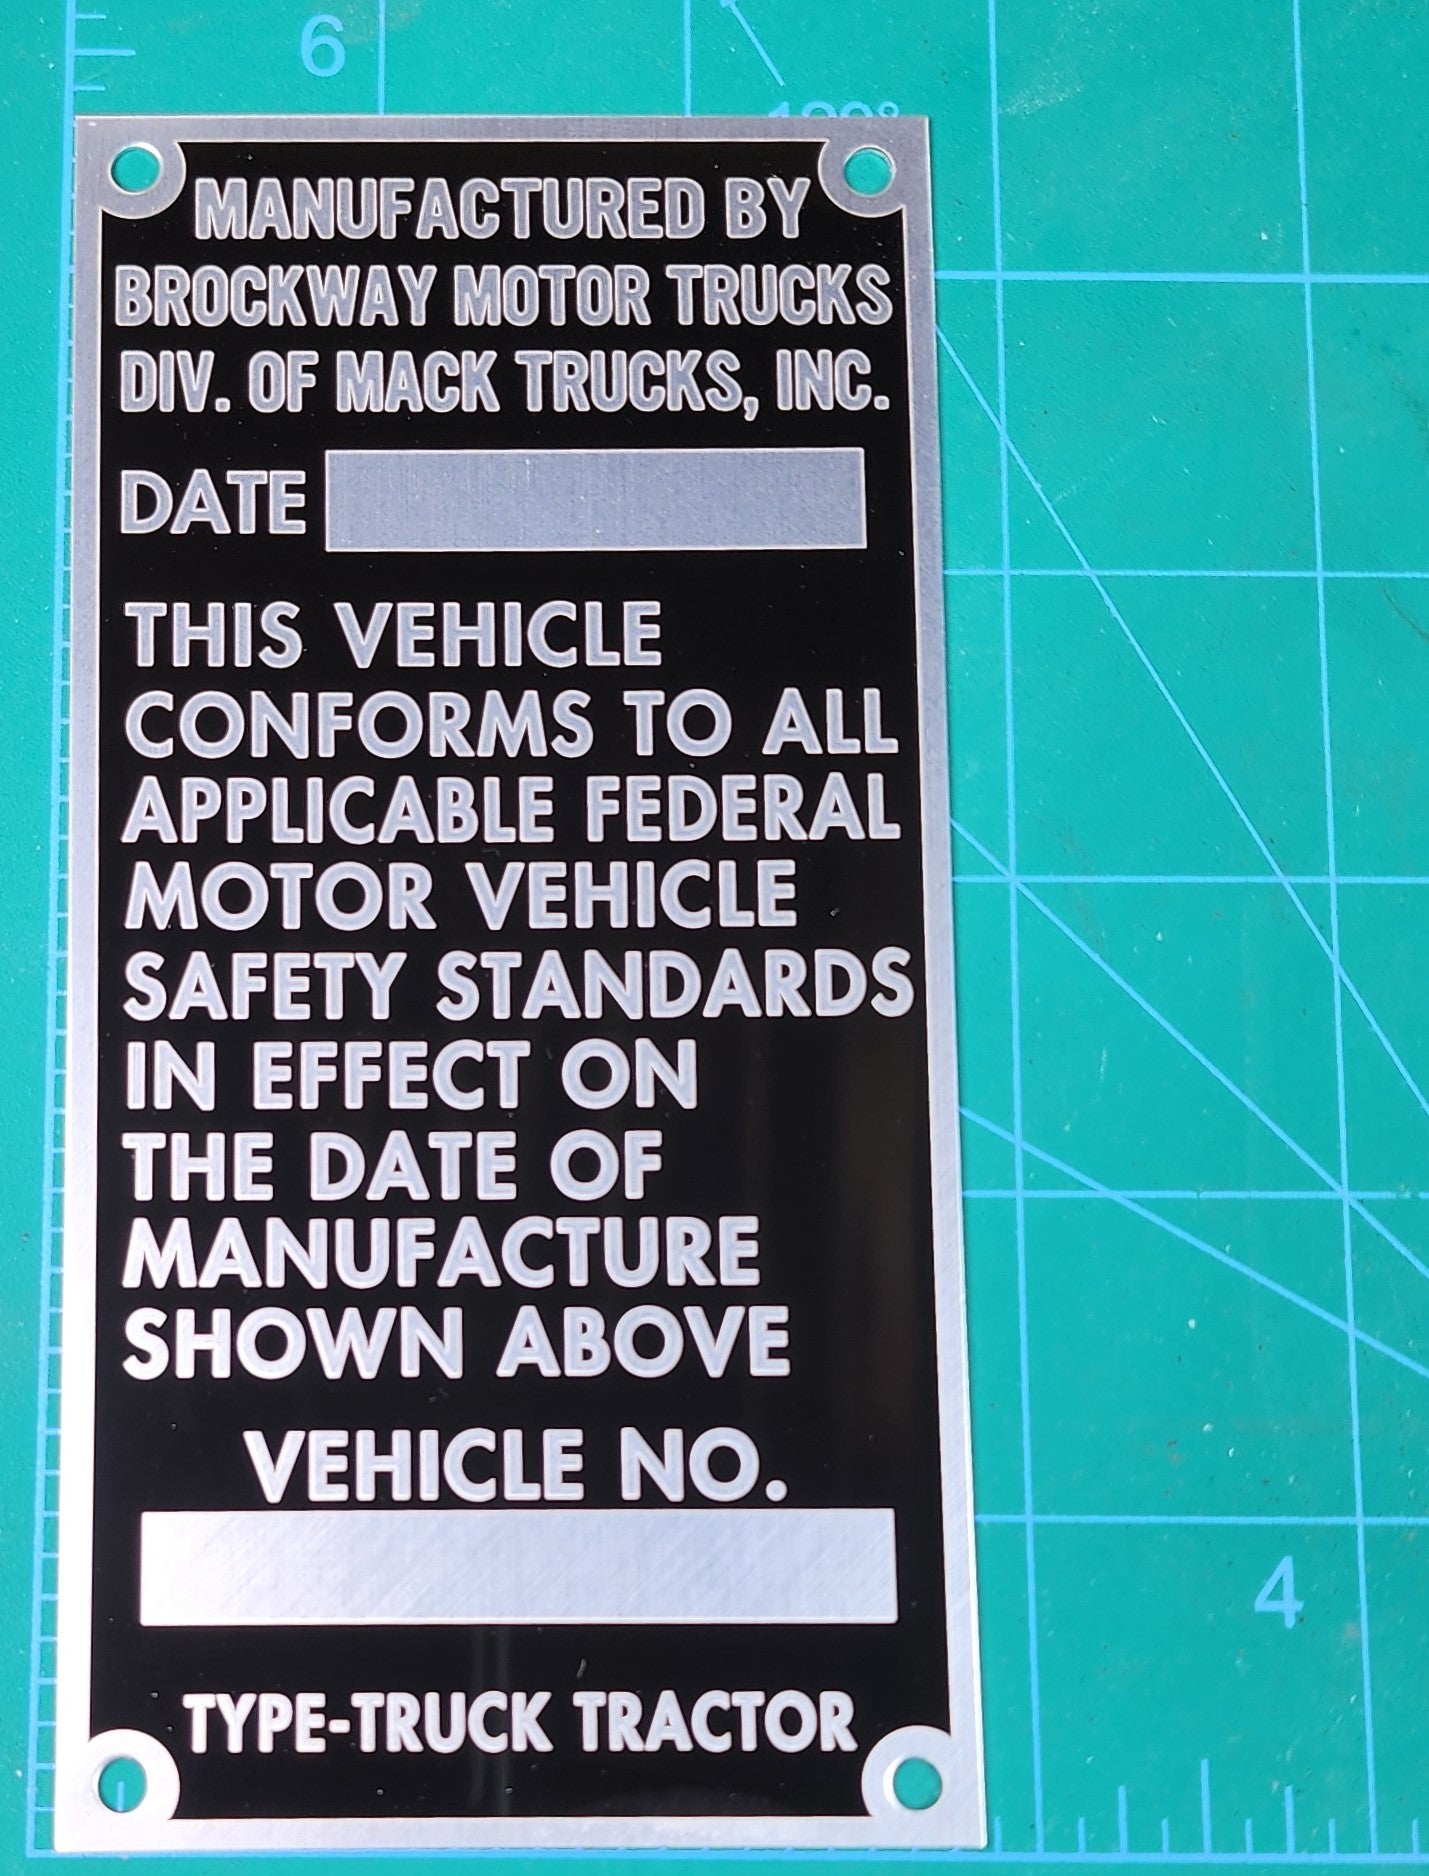 6
MANUFACTURED BY
BROCKWAY MOTOR TRUCKS
DIV. OF MACK TRUCKS, INC.
DATE
THIS VEHICLE
CONFORMS TO ALL
APPLICABLE FEDERAL
MOTOR VEHICLE
SAFETY STANDARDS
IN EFFECT ON
THE DATE OF
MANUFACTURE
SHOWN ABOVE
VEHICLE NO.
4
TYPE-TRUCK TRACTOR